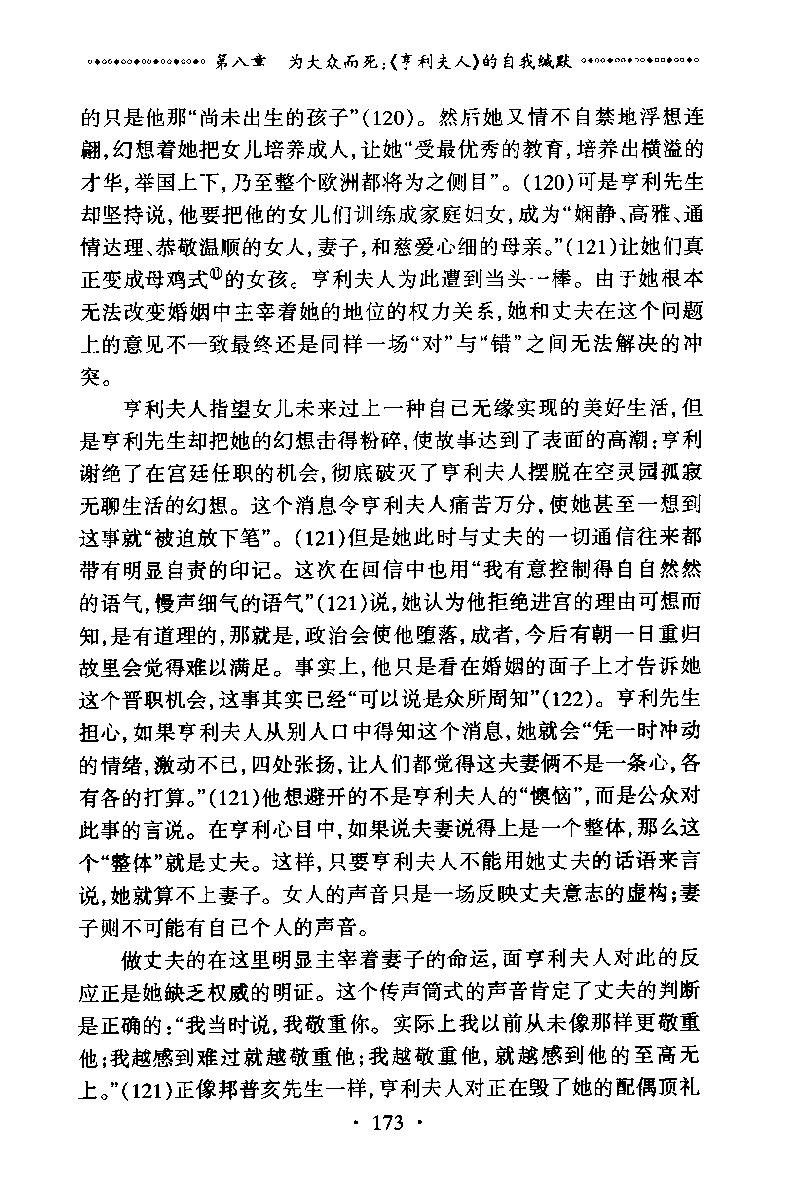 第八章 为大众而死:《亨利夫人》的自我缄默
的只是他那“尚未出生的孩子”(120)。然后她又情不自禁地浮想连
翩,幻想着她把女儿培养成人,让她“受最优秀的教育,培养出横溢的
才华,举国上下,乃至整个欧洲都将为之侧目”。(120)可是亨利先生
却坚持说,他要把他的女儿们训练成家庭妇女,成为“娴静、高雅、通
情达理、恭敬温顺的女人,妻子,和慈爱心细的母亲。”(121)让她们真
正变成母鸡式①的女孩。亨利夫人为此遭到当头一棒。由于她根本
无法改变婚姻中主宰着她的地位的权力关系,她和丈夫在这个问题
上的意见不一致最终还是同样一场“对”与“错”之间无法解决的冲
突。
亨利夫人指望女儿未来过上一种自己无缘实现的美好生活,但
是亨利先生却把她的幻想击得粉碎,使故事达到了表面的高潮:亨利
谢绝了在宫廷任职的机会,彻底破灭了亨利夫人摆脱在空灵园孤寂
无聊生活的幻想。这个消息令亨利夫人痛苦万分,使她甚至一想到
这事就“被迫放下笔”。(121)但是她此时与丈夫的一切通信往来都
带有明显自责的印记。这次在回信中也用“我有意控制得自自然然
的语气,慢声细气的语气”(121)说,她认为他拒绝进宫的理由可想而
知,是有道理的,那就是,政治会使他堕落,成者,今后有朝一日重归
故里会觉得难以满足。事实上,他只是看在婚姻的面子上才告诉她
这个晋职机会,这事其实已经“可以说是众所周知”(122)。亨利先生
担心,如果亨利夫人从别人口中得知这个消息,她就会“凭一时冲动
的情绪,激动不已,四处张扬,让人们都觉得这夫妻俩不是一条心,各
有各的打算。”(121)他想避开的不是亨利夫人的“懊恼”,而是公众对
此事的言说。在亨利心目中,如果说夫妻说得上是一个整体,那么这
个“整体”就是丈夫。这样,只要亨利夫人不能用她丈夫的话语来言
说,她就算不上妻子。女人的声音只是一场反映丈夫意志的虚构;妻
子则不可能有自己个人的声音。
做丈夫的在这里明显主宰着妻子的命运,面亨利夫人对此的反
应正是她缺乏权威的明证。这个传声筒式的声音肯定了丈夫的判断
是正确的:“我当时说,我敬重你。实际上我以前从未像那样更敬重
他;我越感到难过就越敬重他;我越敬重他,就越感到他的至高无
上。”(121)正像邦普亥先生一样,亨利夫人对正在毁了她的配偶顶礼
· 173 ·